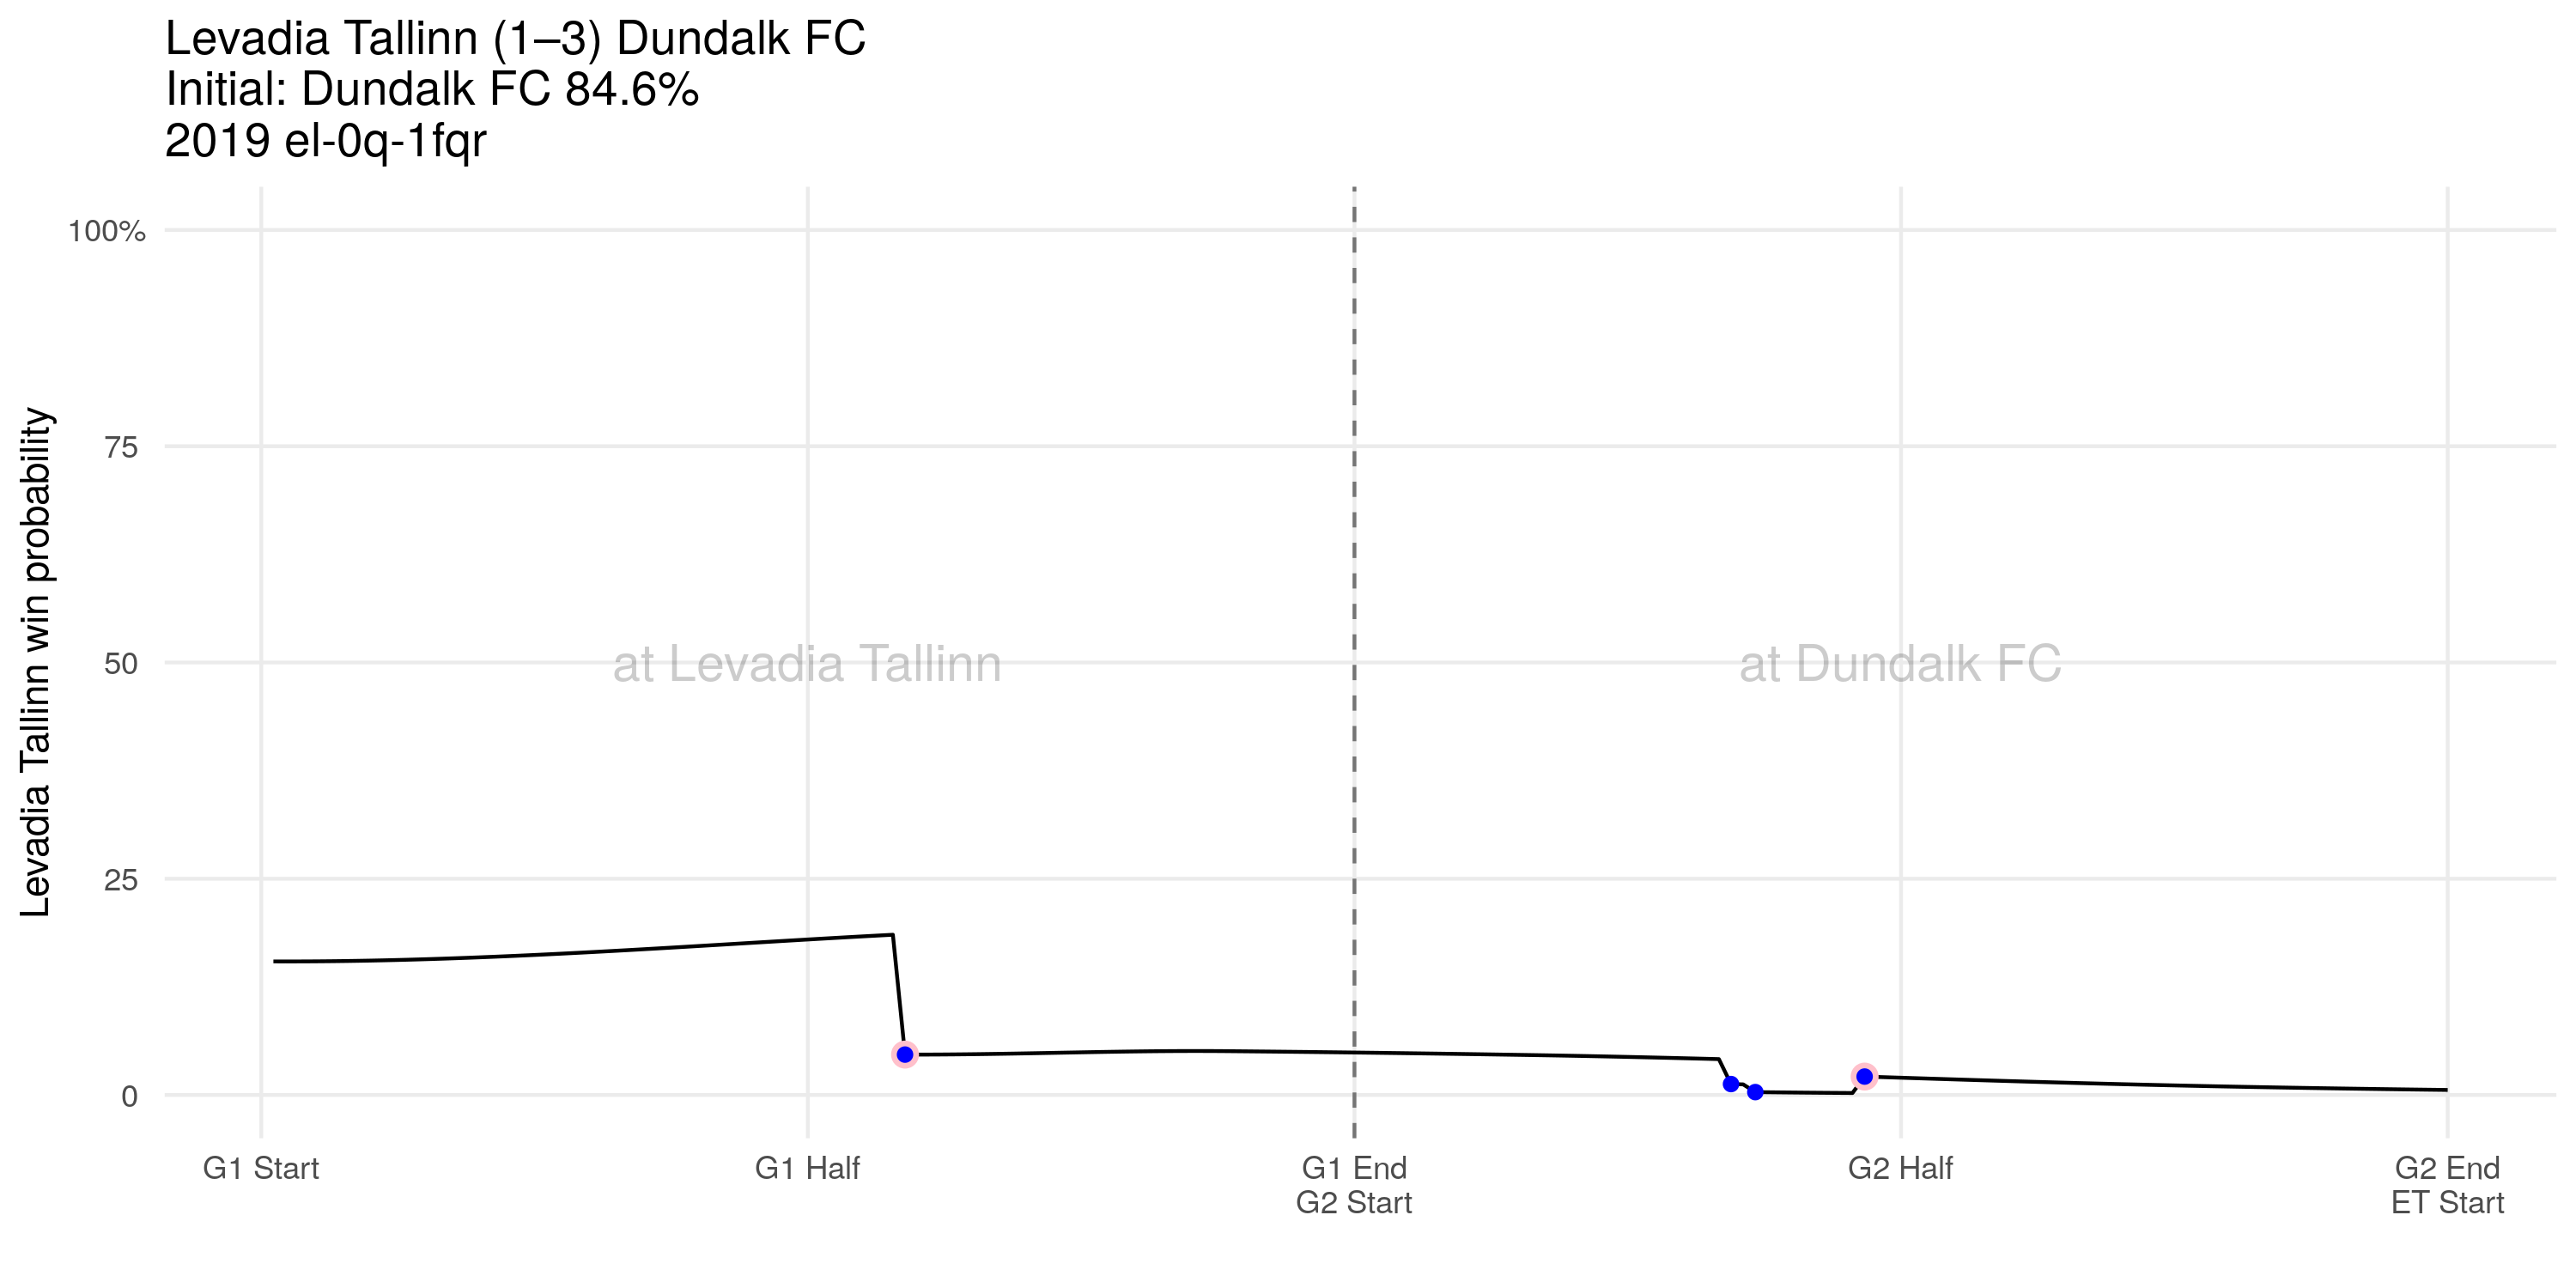 Levadia Tallinn (1–3) Dundalk FC
Initial: Dundalk FC 84.6%
2019 el-0q-1fqr
Levadia Tallinn win probability
100%
75
50
25
0
at Levadia Tallinn
at Dundalk FC
G1 Start
G1 Half
G1 End
G2 Start
G2 Half
G2 End
ET Start